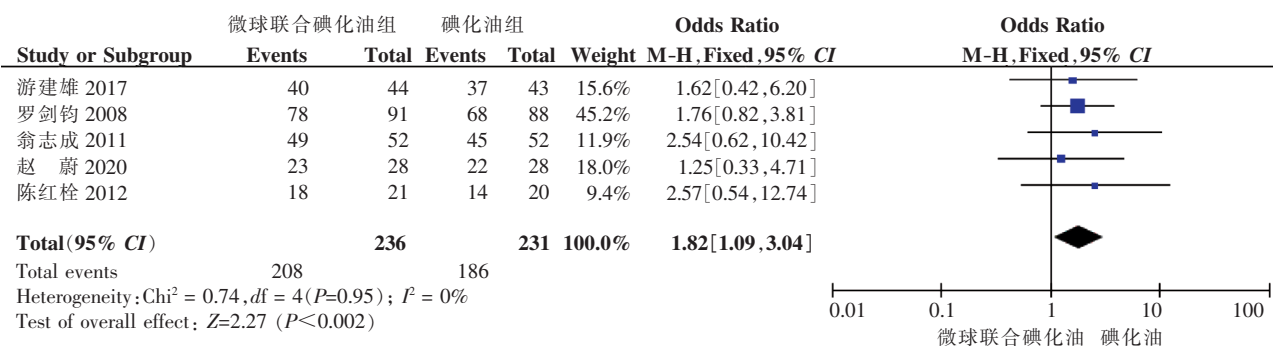 微球联合碘化油组 碘化油组 Odds Ratio Odds Ratio
Study or Subgroup Events Total Events Total Weight M-H,Fixed,95% CI M-H,Fixed,95% CI
游建雄 2017 40 44 37 43 15.6% 1.62[0.42,6.20]
罗剑钧 2008 78 91 68 88 45.2% 1.76[0.82,3.81]
翁志成 2011 49 52 45 52 11.9% 2.54[0.62,10.42]
赵 蔚 2020 23 28 22 28 18.0% 1.25[0.33,4.71]
陈红栓 2012 18 21 14 20 9.4% 2.57[0.54,12.74]
Total(95% CI) 236 231 100.0% 1.82[1.09,3.04]
Total events 208 186
Heterogeneity:Chi² = 0.74,df = 4(P=0.95); I² = 0%
Test of overall effect: Z=2.27 (P<0.002)
0.01 0.1 1 10 100
微球联合碘化油 碘化油